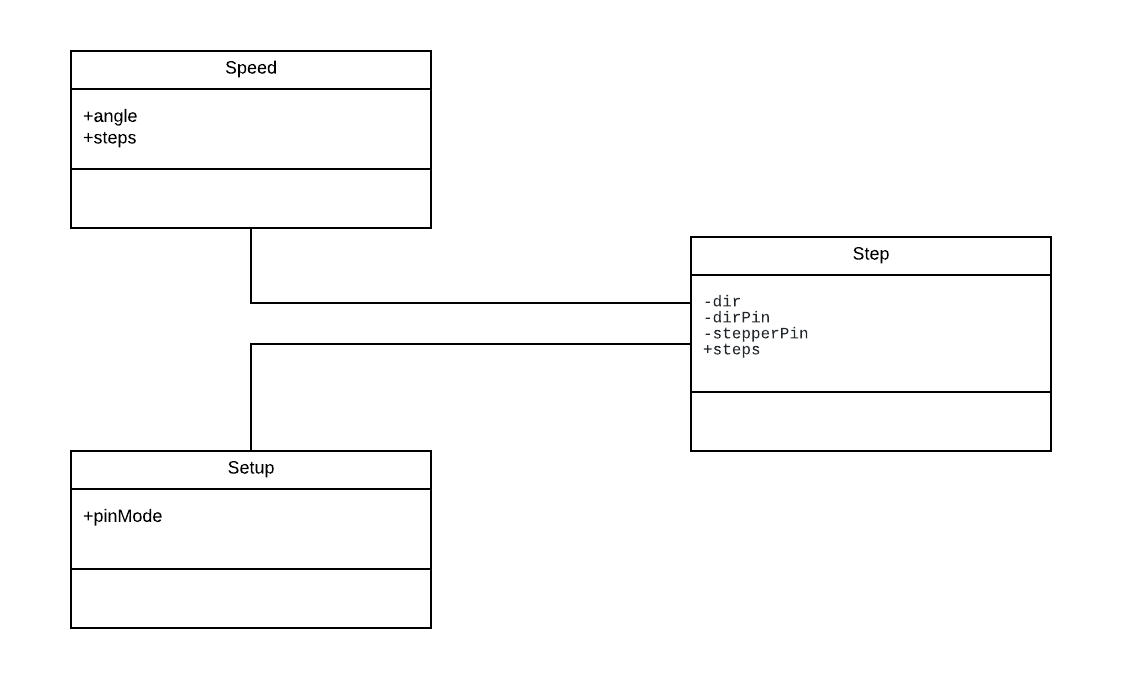 Speed
+angle
+steps
Step
-dir
-dirPin
-stepperPin
+steps
Setup
+pinMode